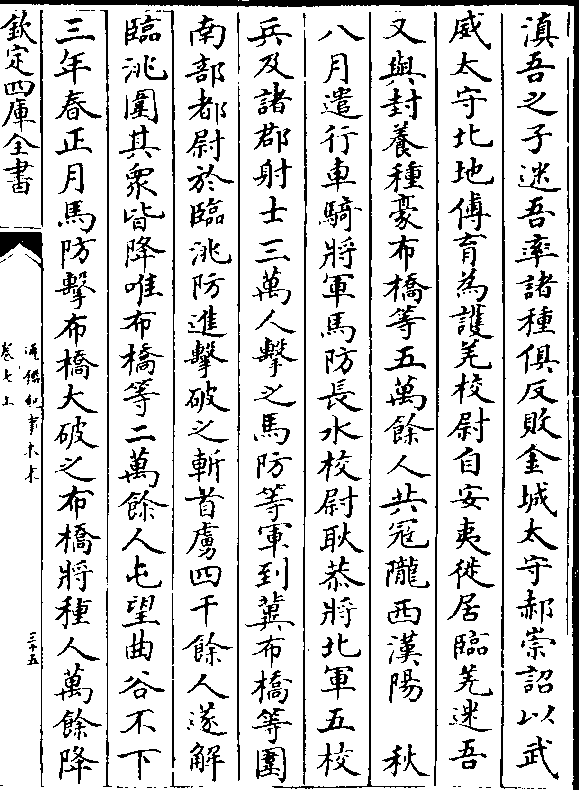 滇吾之子迷吾率諸種俱反敗金城太守郝崇詔以武
威太守北地傅育為護羌校尉自安夷徙居臨羌迷吾
又與封養種豪布橋等五萬餘人共冦隴西漢陽　秋
八月遣行車騎將軍馬防長水校尉耿恭將北軍五校
兵及諸郡射士三萬人擊之馬防等軍到冀布橋等圍
南部都尉於臨洮防進擊破之斬首虜四千餘人遂解
臨洮圍其衆皆降唯布橋等二萬餘人屯望曲谷不下
三年春正月馬防擊布橋大破之布橋將種人萬餘降
欽定四庫全書
通鑑紀事本末
卷七上
三十五